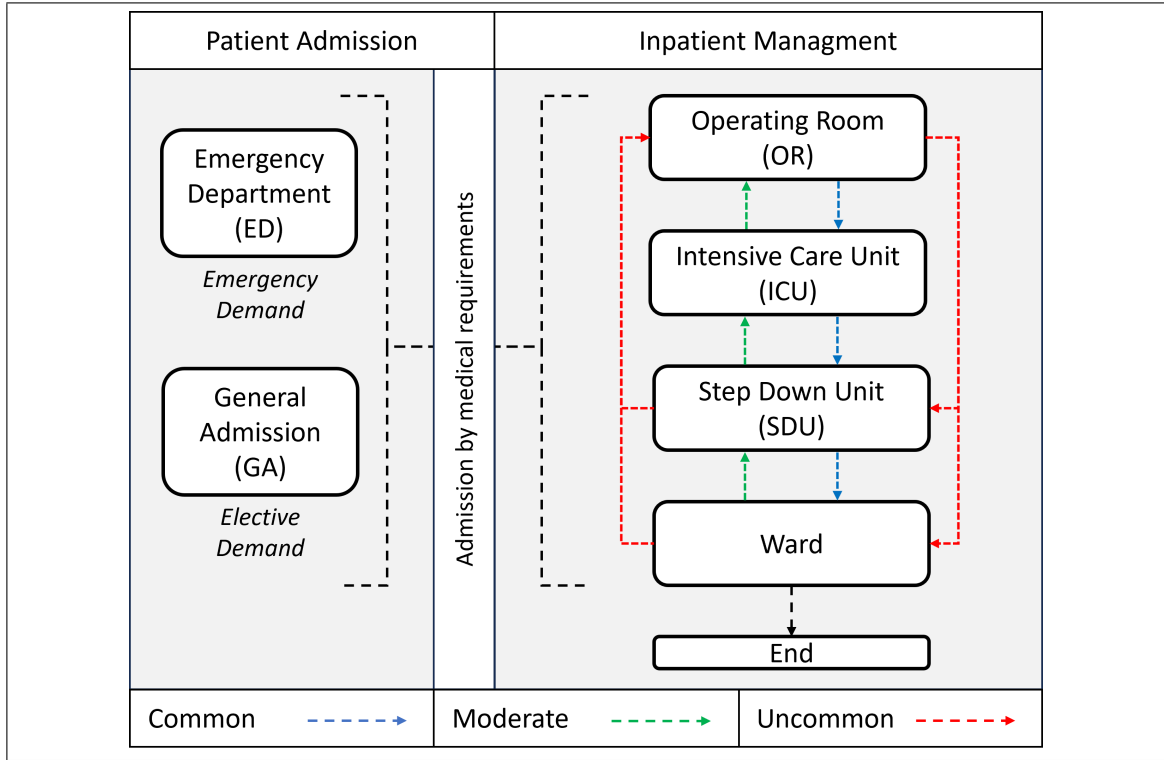 Patient Admission
Inpatient Managment
Emergency
Department
(ED)
Emergency
Demand
General
Admission
(GA)
Elective
Demand
Admission by medical requirements
Operating Room
(OR)
Intensive Care Unit
(ICU)
Step Down Unit
(SDU)
Ward
End
Common
Moderate
Uncommon